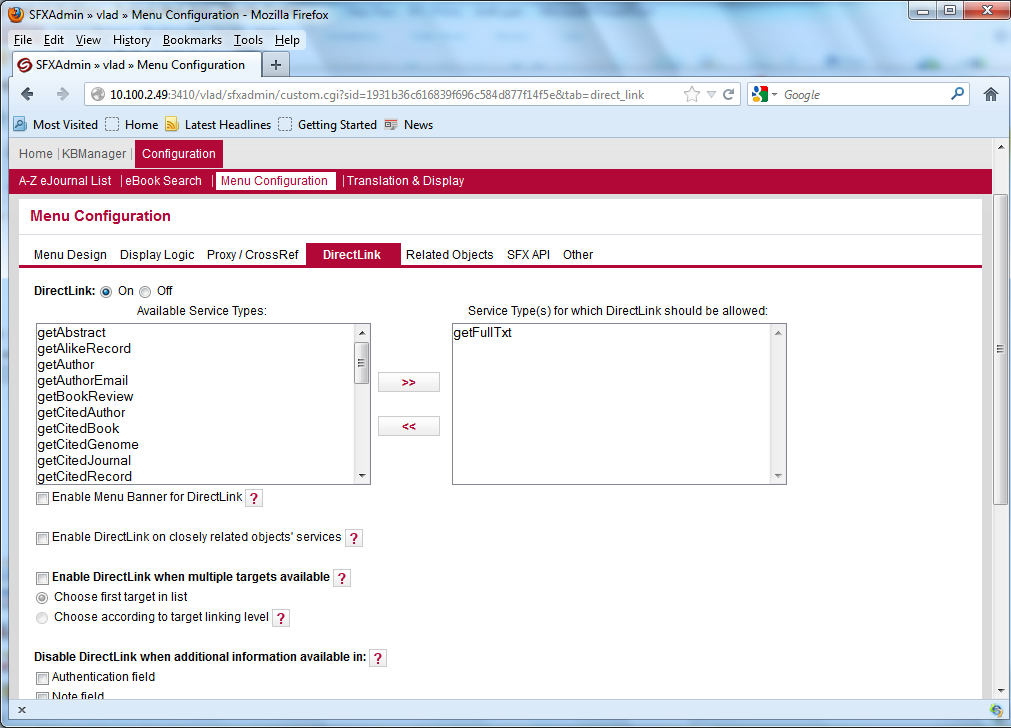 SFXAdmin » vlad » Menu Configuration - Mozilla Firefox
File Edit View History Bookmarks Tools Help
SFXAdmin » vlad » Menu Configuration +
10.100.2.49:3410/vlad/sfxadmin/custom.cgi?sid=1931b36c616839f696c584d877f14f5e&tab=direct_link Google
Most Visited Home Latest Headlines Getting Started News
Home | KBManager | Configuration
A-Z eJournal List | eBook Search | Menu Configuration | Translation & Display
Menu Configuration
Menu Design Display Logic Proxy / CrossRef DirectLink Related Objects SFX API Other
DirectLink: On Off
Available Service Types: Service Type(s) for which DirectLink should be allowed:
getAbstract getFullTxt
getAlikeRecord
getAuthor
getAuthorEmail
>>
getBookReview
getCitedAuthor
getCitedBook
<<
getCitedGenome
getCitedJournal
getCitedRecord
Enable Menu Banner for DirectLink ?
Enable DirectLink on closely related objects' services ?
Enable DirectLink when multiple targets available ?
Choose first target in list
Choose according to target linking level ?
Disable DirectLink when additional information available in: ?
Authentication field
Note field
x